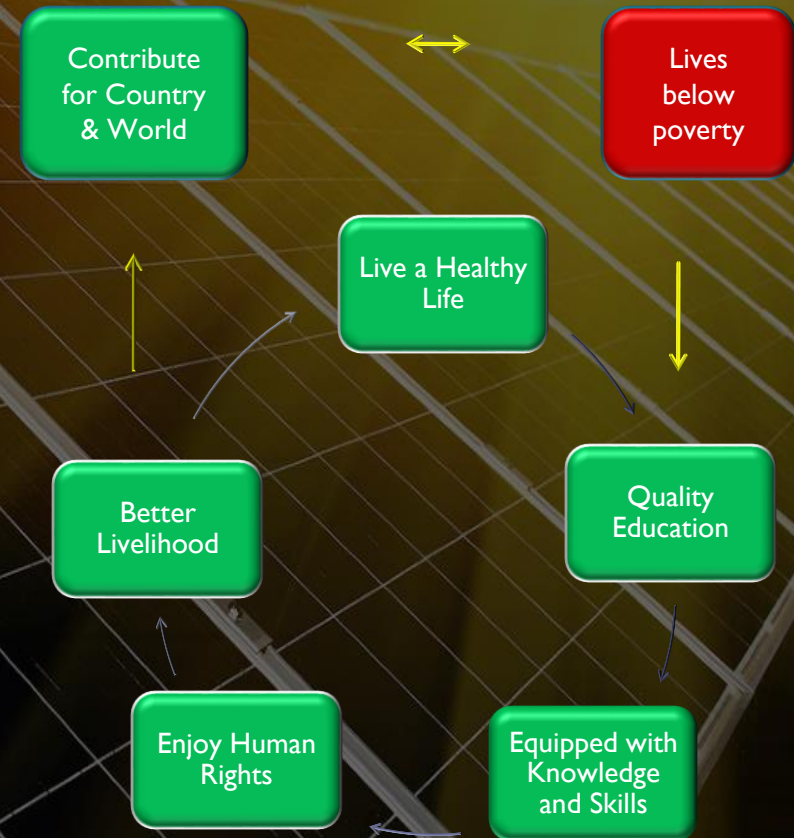 Contribute
for Country
& World
Lives
below
poverty
Live a Healthy
Life
Quality
Education
Better
Livelihood
Enjoy Human
Rights
Equipped with
Knowledge
and Skills